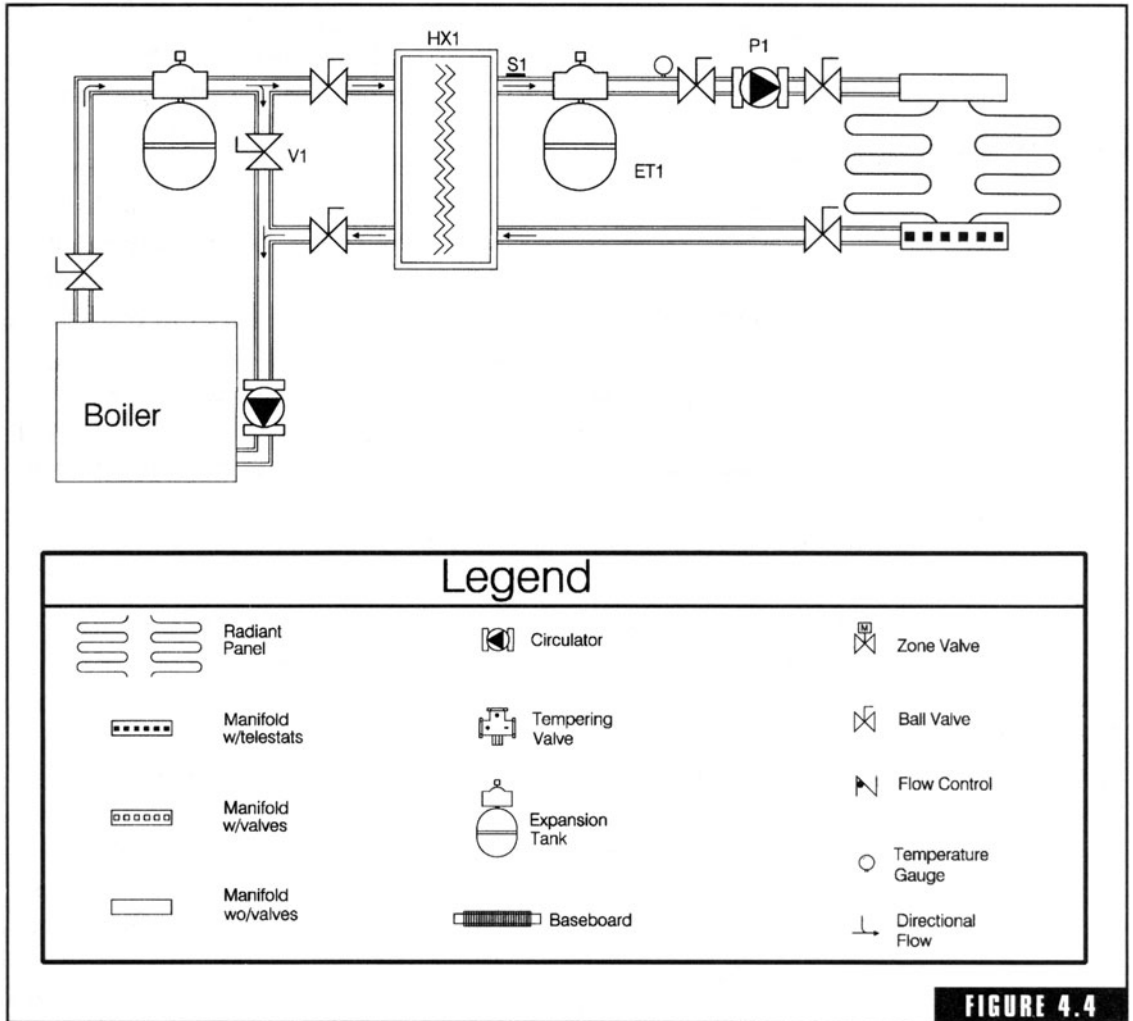 HX1
P1
S1
V1
ET1
Boiler
Legend
Radiant
Panel
Circulator
M
Zone Valve
Manifold
w/telestats
Tempering
Valve
Ball Valve
Manifold
w/valves
Expansion
Tank
Flow Control
Temperature
Gauge
Manifold
wo/valves
Baseboard
Directional
Flow
FIGURE 4.4